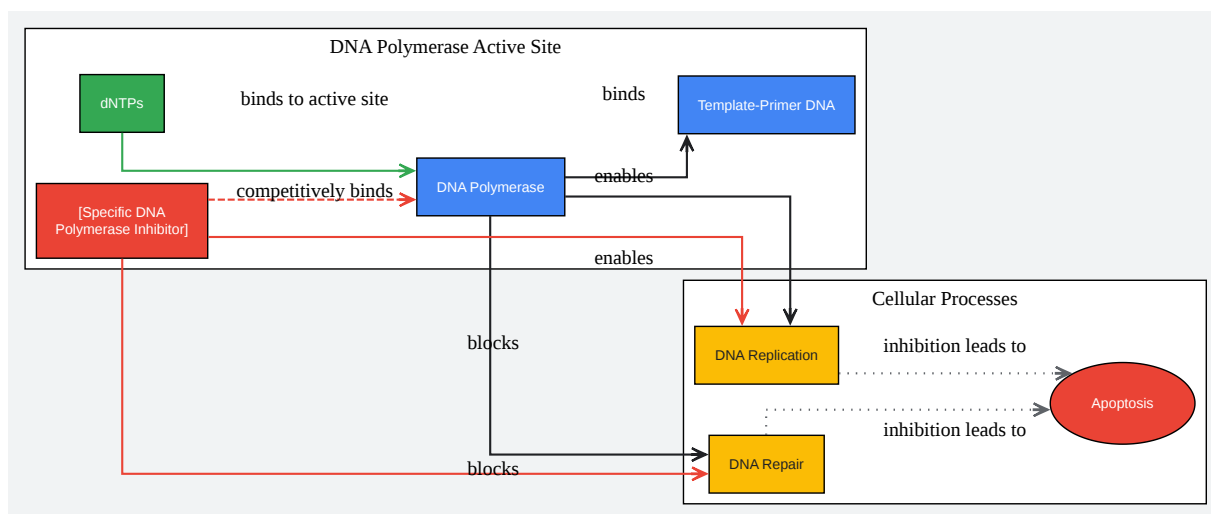 DNA Polymerase Active Site
dNTPs
binds to active site
binds
Template-Primer DNA
enables
DNA Polymerase
competitively binds
[Specific DNA
Polymerase Inhibitor]
enables
Cellular Processes
blocks
DNA Replication
inhibition leads to
Apoptosis
inhibition leads to
DNA Repair
blocks